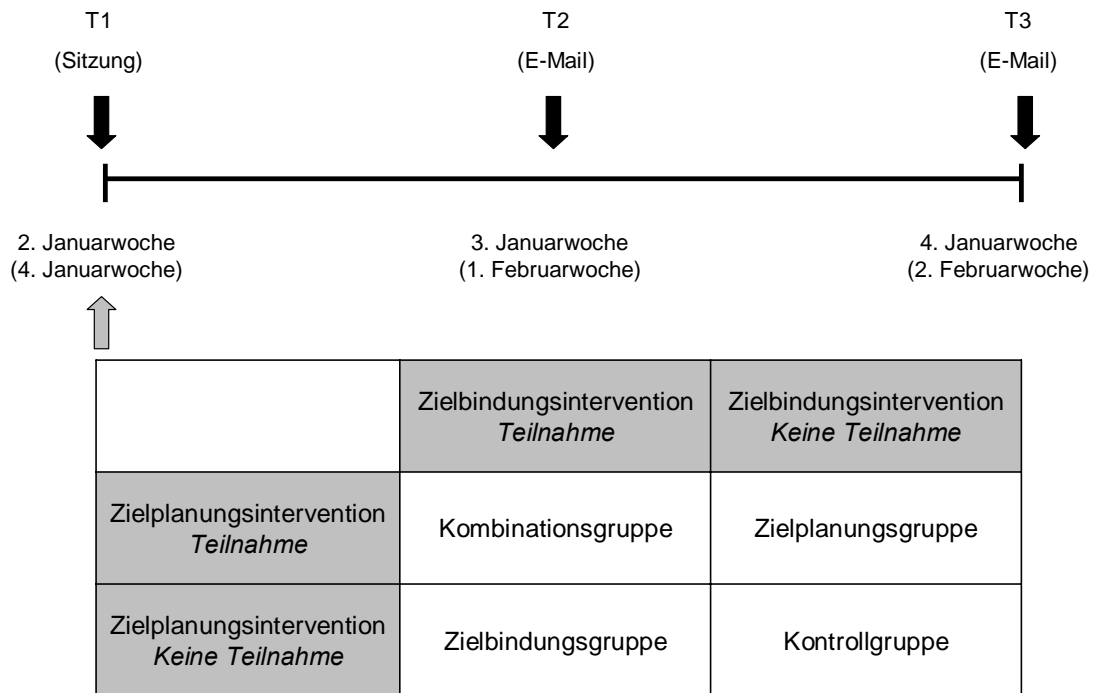 T1
T2
T3
(Sitzung)
(E-Mail)
(E-Mail)
2. Januarwoche
(4. Januarwoche)
3. Januarwoche
(1. Februarwoche)
4. Januarwoche
(2. Februarwoche)
Zielbindungsintervention
Teilnahme
Zielbindungsintervention
Keine Teilnahme
Zielplanungsintervention
Teilnahme
Kombinationsgruppe
Zielplanungsgruppe
Zielplanungsintervention
Keine Teilnahme
Zielbindungsgruppe
Kontrollgruppe